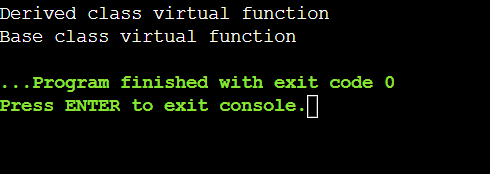 Derived class virtual function
Base class virtual function
...Program finished with exit code 0
Press ENTER to exit console.